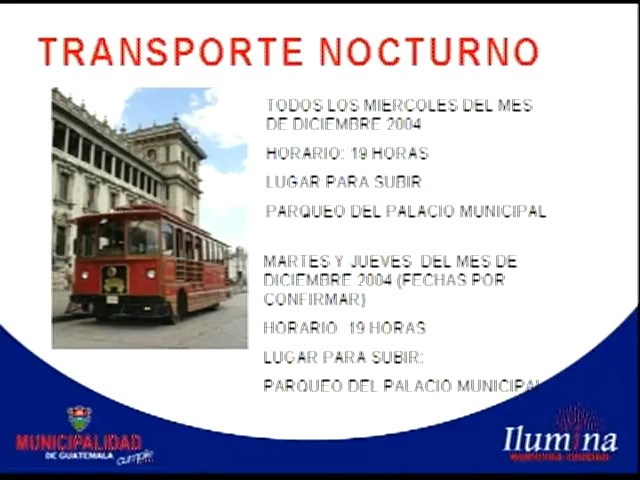 TRANSPORTE NOCTURNO
TODOS LOS MIERCOLES DEL MES
DE DICIEMBRE 2004
HORARIO: 19 HORAS
LUGAR PARA SUBIR
PARQUEO DEL PALACIO MUNICIPAL
MARTES Y JUEVES DEL MES DE
DICIEMBRE 2004 (FECHAS POR
CONFIRMAR)
HORARIO 19 HORAS
LUGAR PARA SUBIR:
PARQUEO DEL PALACIO MUNICIPAL
MUNICIPALIDAD
DE GUATEMALA
cumple
Ilumina